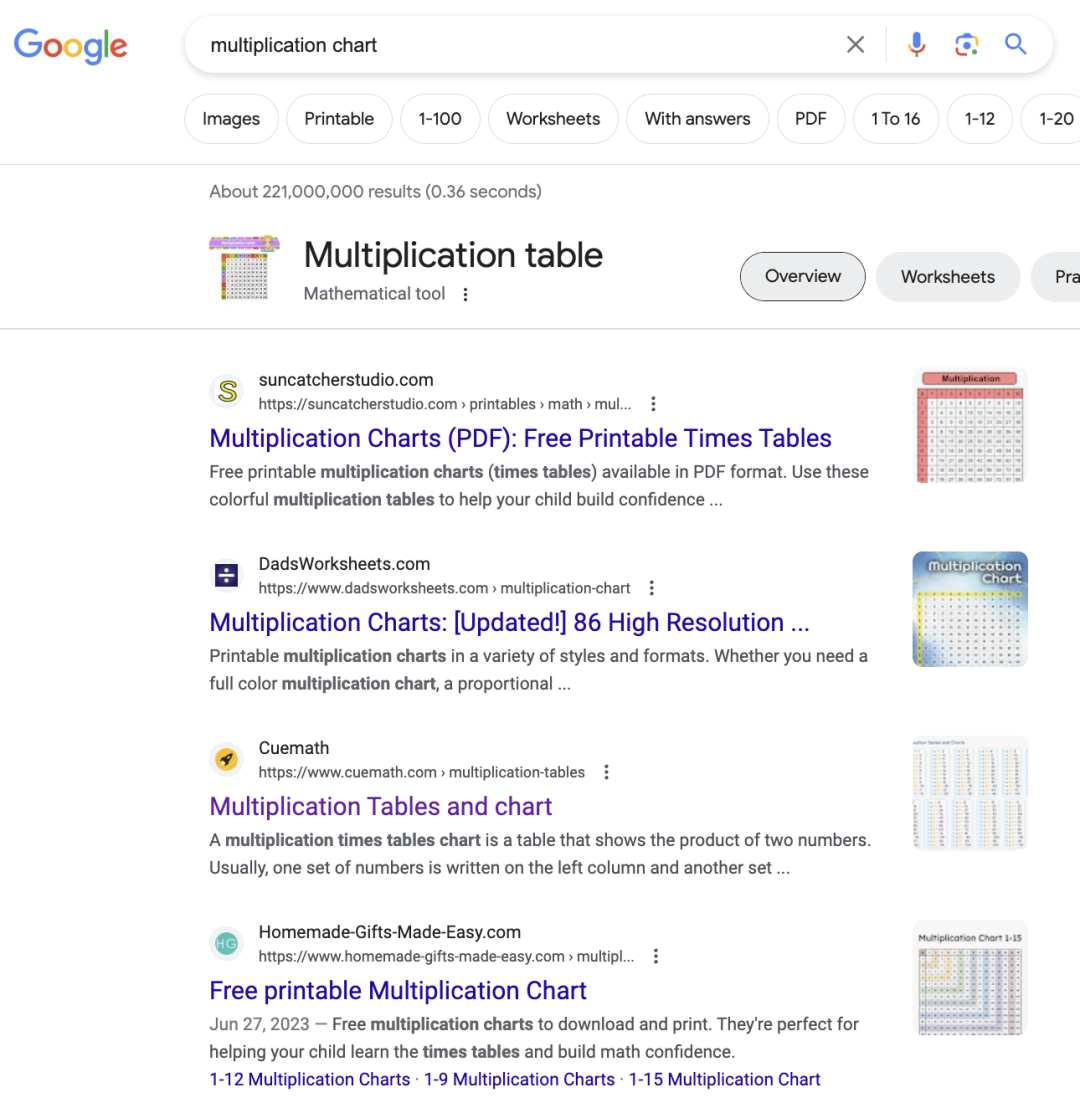 Google
multiplication chart
Images
Printable
1-100
Worksheets
With answers
PDF
1 To 16
1-12
1-20
About 221,000,000 results (0.36 seconds)
Multiplication table
Mathematical tool
Overview
Worksheets
Pra
suncatcherstudio.com
https://suncatcherstudio.com › printables › math › mul...
Multiplication Charts (PDF): Free Printable Times Tables
Free printable multiplication charts (times tables) available in PDF format. Use these
colorful multiplication tables to help your child build confidence ...
Multiplication
DadsWorksheets.com
https://www.dadsworksheets.com › multiplication-chart
Multiplication Charts: [Updated!] 86 High Resolution ...
Printable multiplication charts in a variety of styles and formats. Whether you need a
full color multiplication chart, a proportional ...
Multiplication
Chart
Cuemath
https://www.cuemath.com › multiplication-tables
Multiplication Tables and chart
A multiplication times tables chart is a table that shows the product of two numbers.
Usually, one set of numbers is written on the left column and another set ...
HG
Homemade-Gifts-Made-Easy.com
https://www.homemade-gifts-made-easy.com › multipl...
Free printable Multiplication Chart
Jun 27, 2023 — Free multiplication charts to download and print. They're perfect for
helping your child learn the times tables and build math confidence.
1-12 Multiplication Charts · 1-9 Multiplication Charts · 1-15 Multiplication Chart
Multiplication Chart 1-15